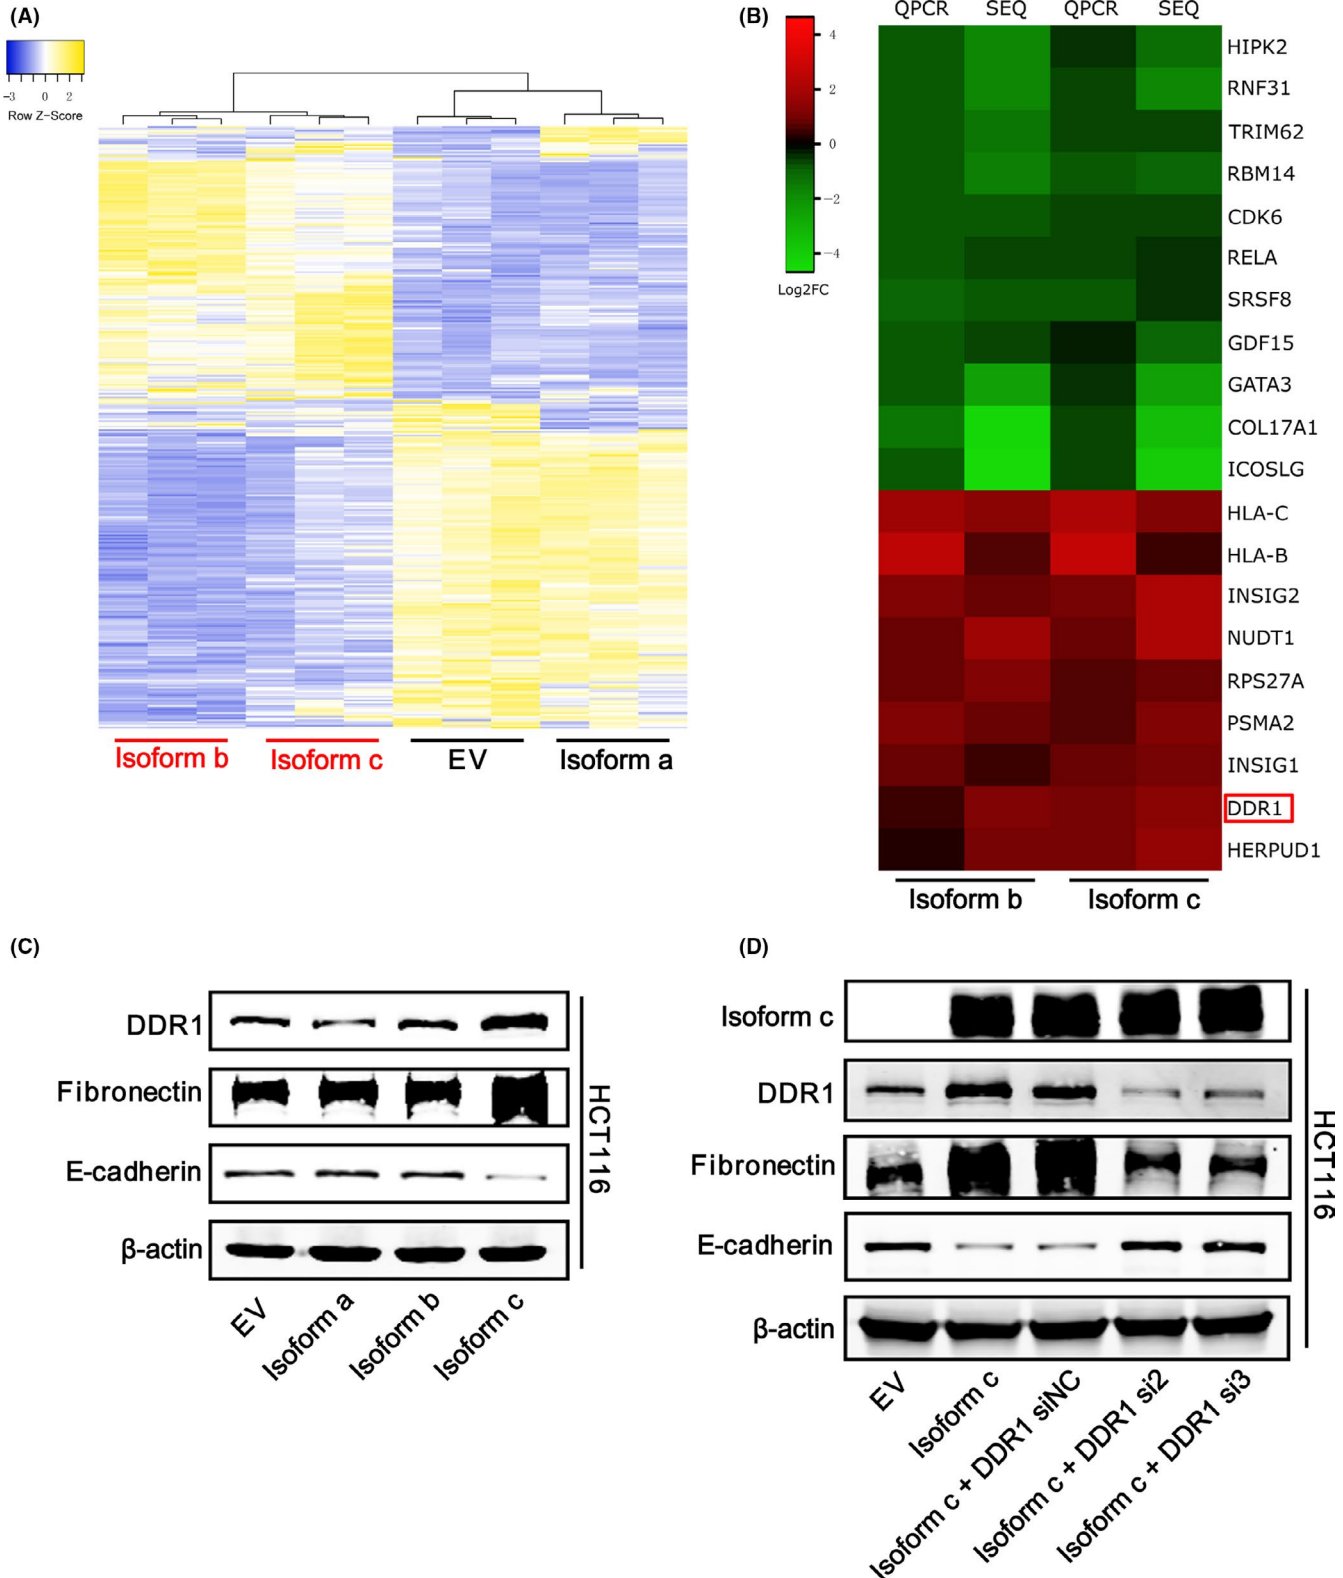 (A)
−3 0 2
Row Z−Score
Isoform b Isoform c EV Isoform a
(B)
QPCR SEQ QPCR SEQ
4
2
0
−2
−4
Log2FC
HIPK2
RNF31
TRIM62
RBM14
CDK6
RELA
SRSF8
GDF15
GATA3
COL17A1
ICOSLG
HLA-C
HLA-B
INSIG2
NUDT1
RPS27A
PSMA2
INSIG1
DDR1
HERPUD1
Isoform b Isoform c
(C)
DDR1
Fibronectin
E-cadherin
β-actin
HCT116
EV
Isoform a
Isoform b
Isoform c
(D)
Isoform c
DDR1
Fibronectin
E-cadherin
β-actin
HCT116
EV
Isoform c
Isoform c + DDR1 siNC
Isoform c + DDR1 si2
Isoform c + DDR1 si3